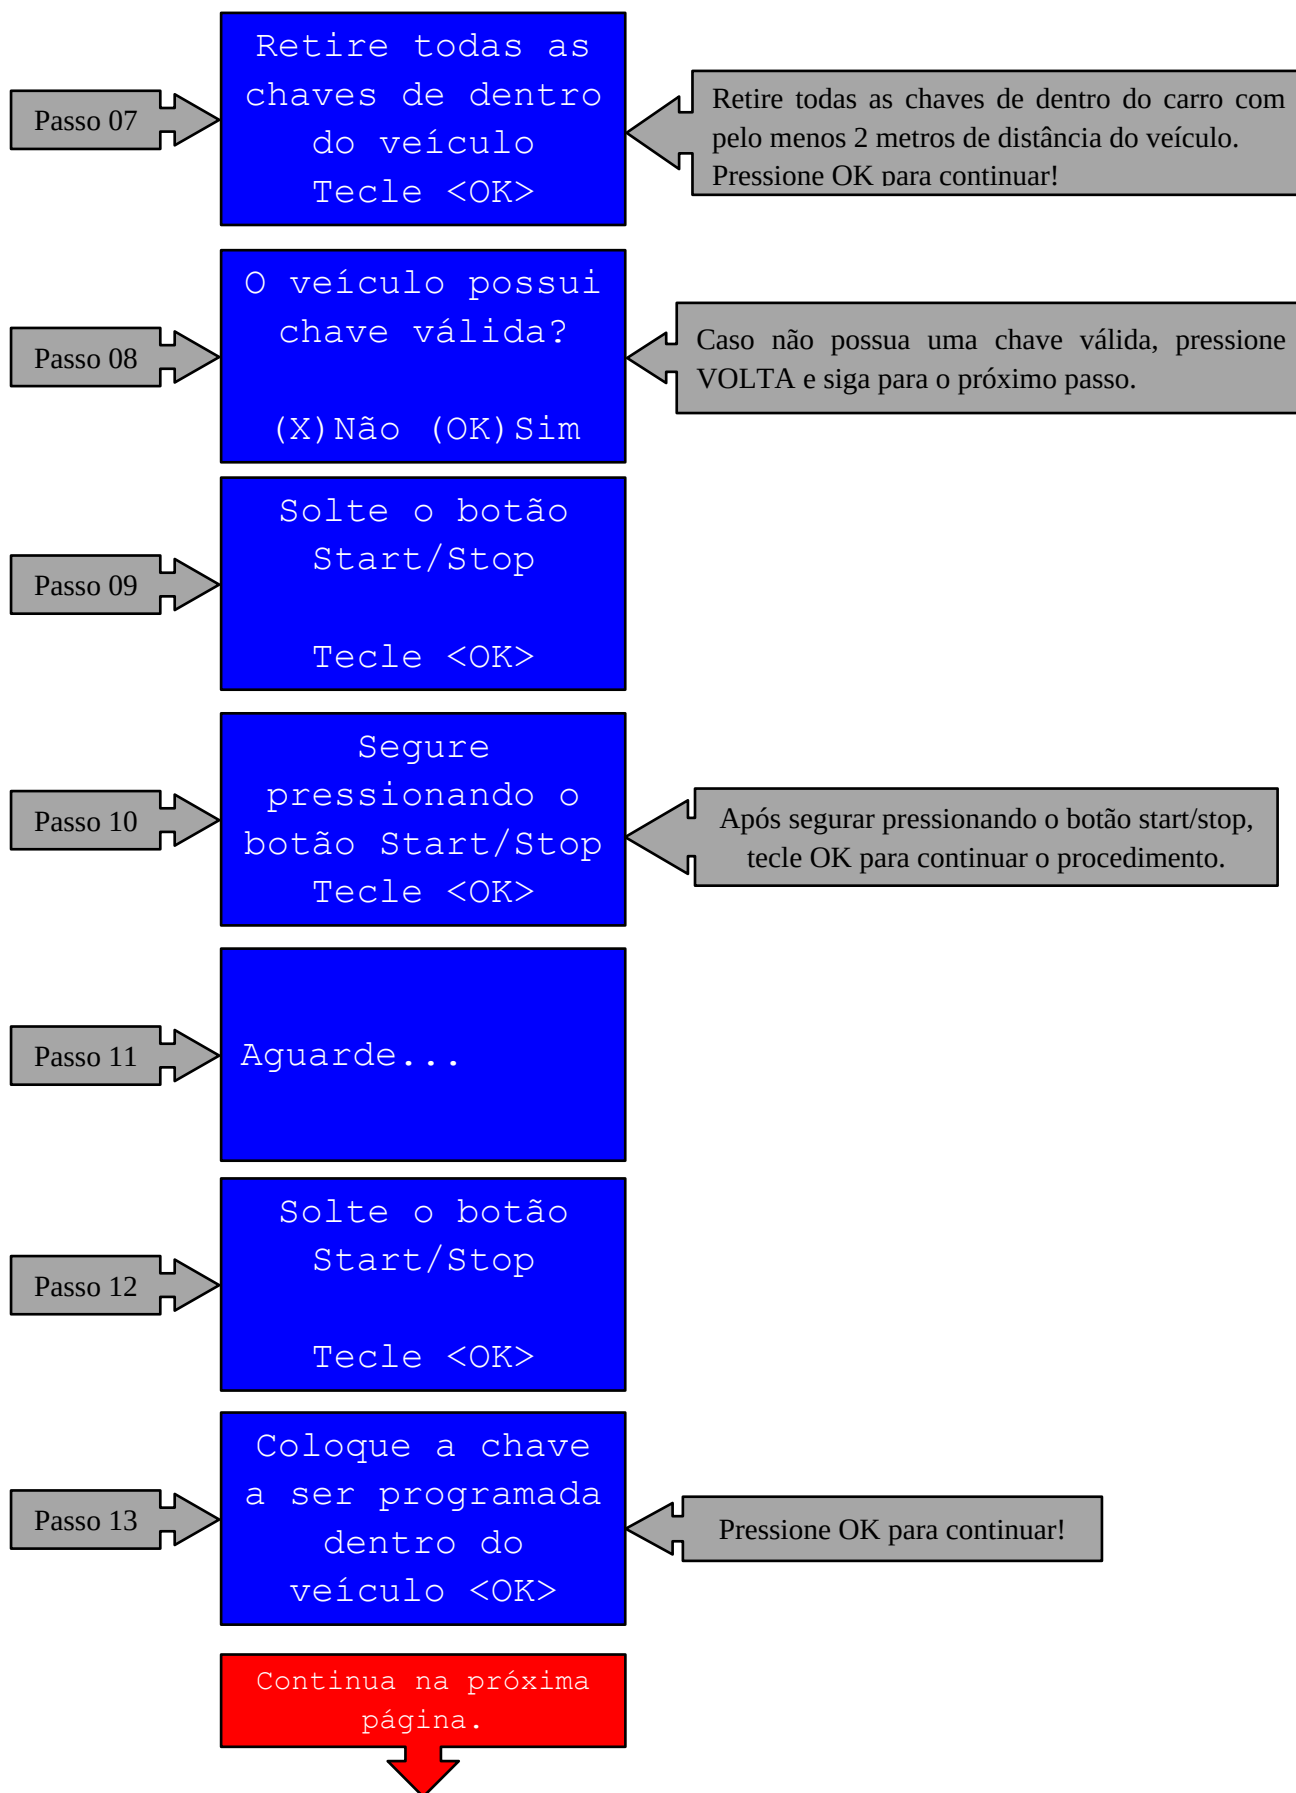 Passo 07
Retire todas as
chaves de dentro
do veículo
Tecle <OK>
Retire todas as chaves de dentro do carro com
pelo menos 2 metros de distância do veículo.
Pressione OK para continuar!
Passo 08
O veículo possui
chave válida?
(X)Não (OK)Sim
Caso não possua uma chave válida, pressione
VOLTA e siga para o próximo passo.
Passo 09
Solte o botão
Start/Stop
Tecle <OK>
Passo 10
Segure
pressionando o
botão Start/Stop
Tecle <OK>
Após segurar pressionando o botão start/stop,
tecle OK para continuar o procedimento.
Passo 11
Aguarde...
Passo 12
Solte o botão
Start/Stop
Tecle <OK>
Passo 13
Coloque a chave
a ser programada
dentro do
veículo <OK>
Pressione OK para continuar!
Continua na próxima
página.